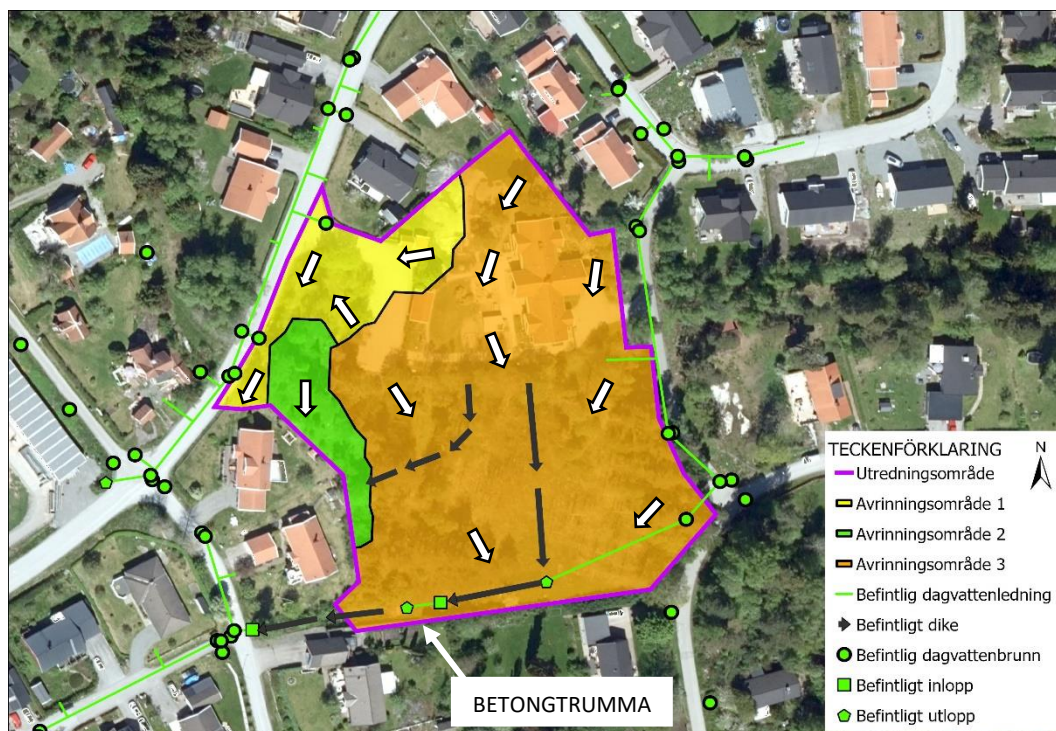 TECKENFÖRKLARING
N
Utredningsområde
Avrinningsområde 1
Avrinningsområde 2
Avrinningsområde 3
Befintlig dagvattenledning
Befintligt dike
Befintlig dagvattenbrunn
Befintligt inlopp
Befintligt utlopp
BETONGTRUMMA